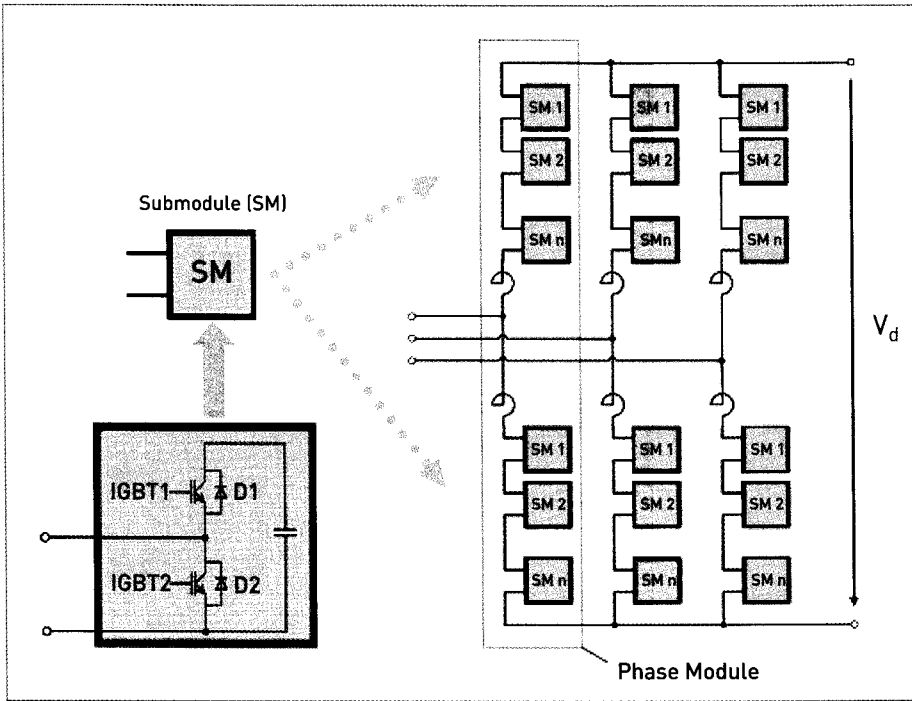 SM 1
SM 1
SM 1
SM 2
SM 2
SM 2
Submodule (SM)
SM n
SMn
SM n
SM
V_d
IGBT1
D1
IGBT2
D2
SM 1
SM 1
SM 1
SM 2
SM 2
SM 2
SM n
SM n
SM n
Phase Module